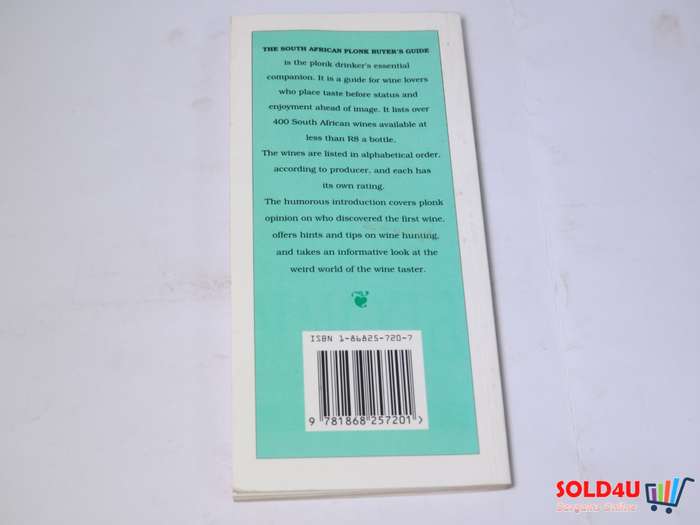 THE SOUTH AFRICAN PLONK BUYER'S GUIDE
is the plonk drinker's essential
companion. It is a guide for wine lovers
who place taste before status and
enjoyment ahead of image. It lists over
400 South African wines available at
less than R8 a bottle.
The wines are listed in alphabetical order,
according to producer, and each has
its own rating.
The humorous introduction covers plonk
opinion on who discovered the first wine,
offers hints and tips on wine hunting,
and takes an informative look at the
weird world of the wine taster.
ISBN 1-86825-720-7
9 781868 257201 >
SOLD4U
Bargains Online